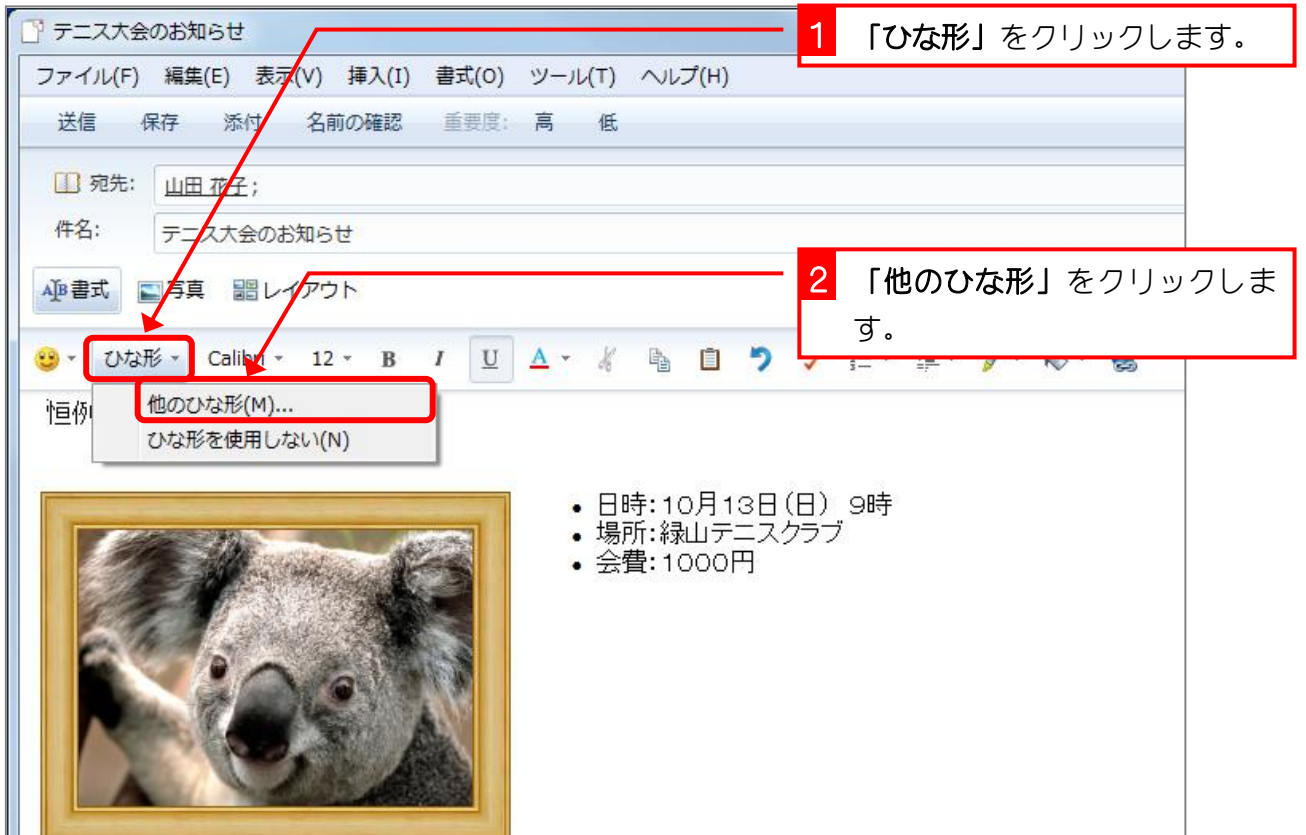 テニス大会のお知らせ
1 「ひな形」をクリックします。
ファイル(F) 編集(E) 表示(V) 挿入(I) 書式(O) ツール(T) ヘルプ(H)
送信 保存 添付 名前の確認 重要度: 高 低
宛先: 山田 花子;
件名: テニス大会のお知らせ
2 「他のひな形」をクリックしま
す。
書式 写真 レイアウト
ひな形 Calibri 12 B I U A
恒例
他のひな形(M)...
ひな形を使用しない(N)
• 日時:10月13日(日) 9時
• 場所:緑山テニスクラブ
• 会費:1000円